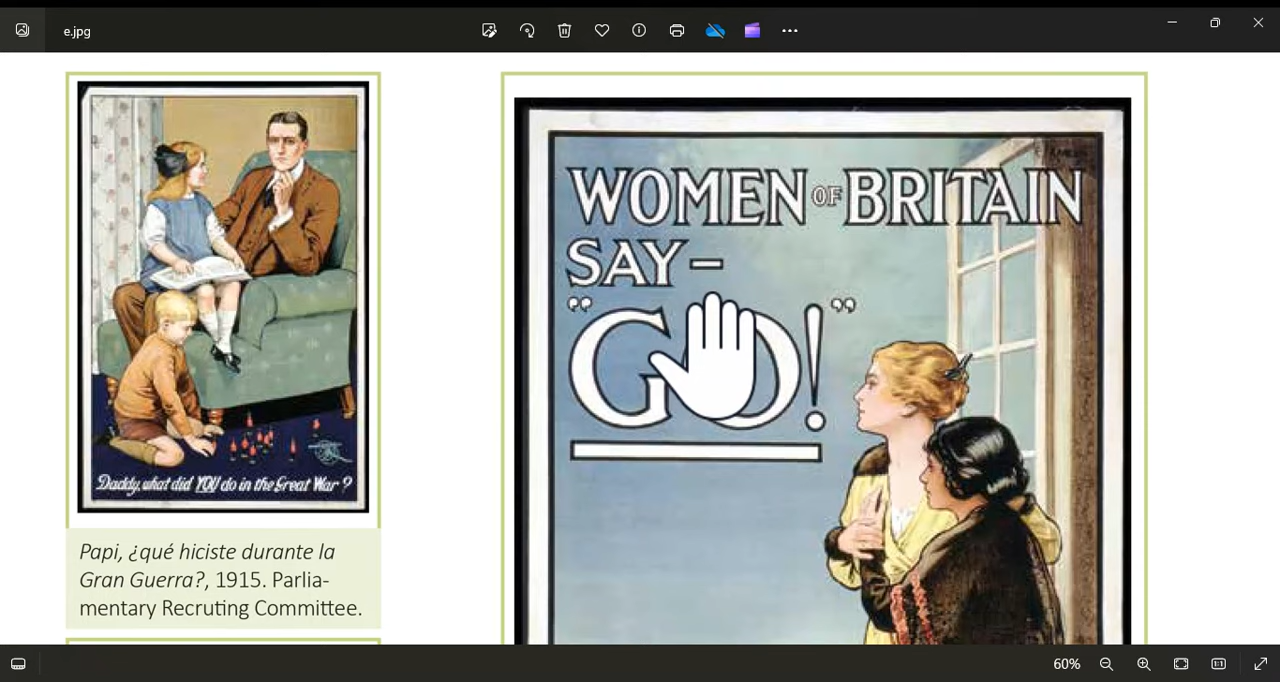 e.jpg
Daddy, what did YOU do in the Great War?
Papi, ¿qué hiciste durante la
Gran Guerra?, 1915. Parlia-
mentary Recruting Committee.
WOMEN OF BRITAIN
SAY –
"GO!"
60%